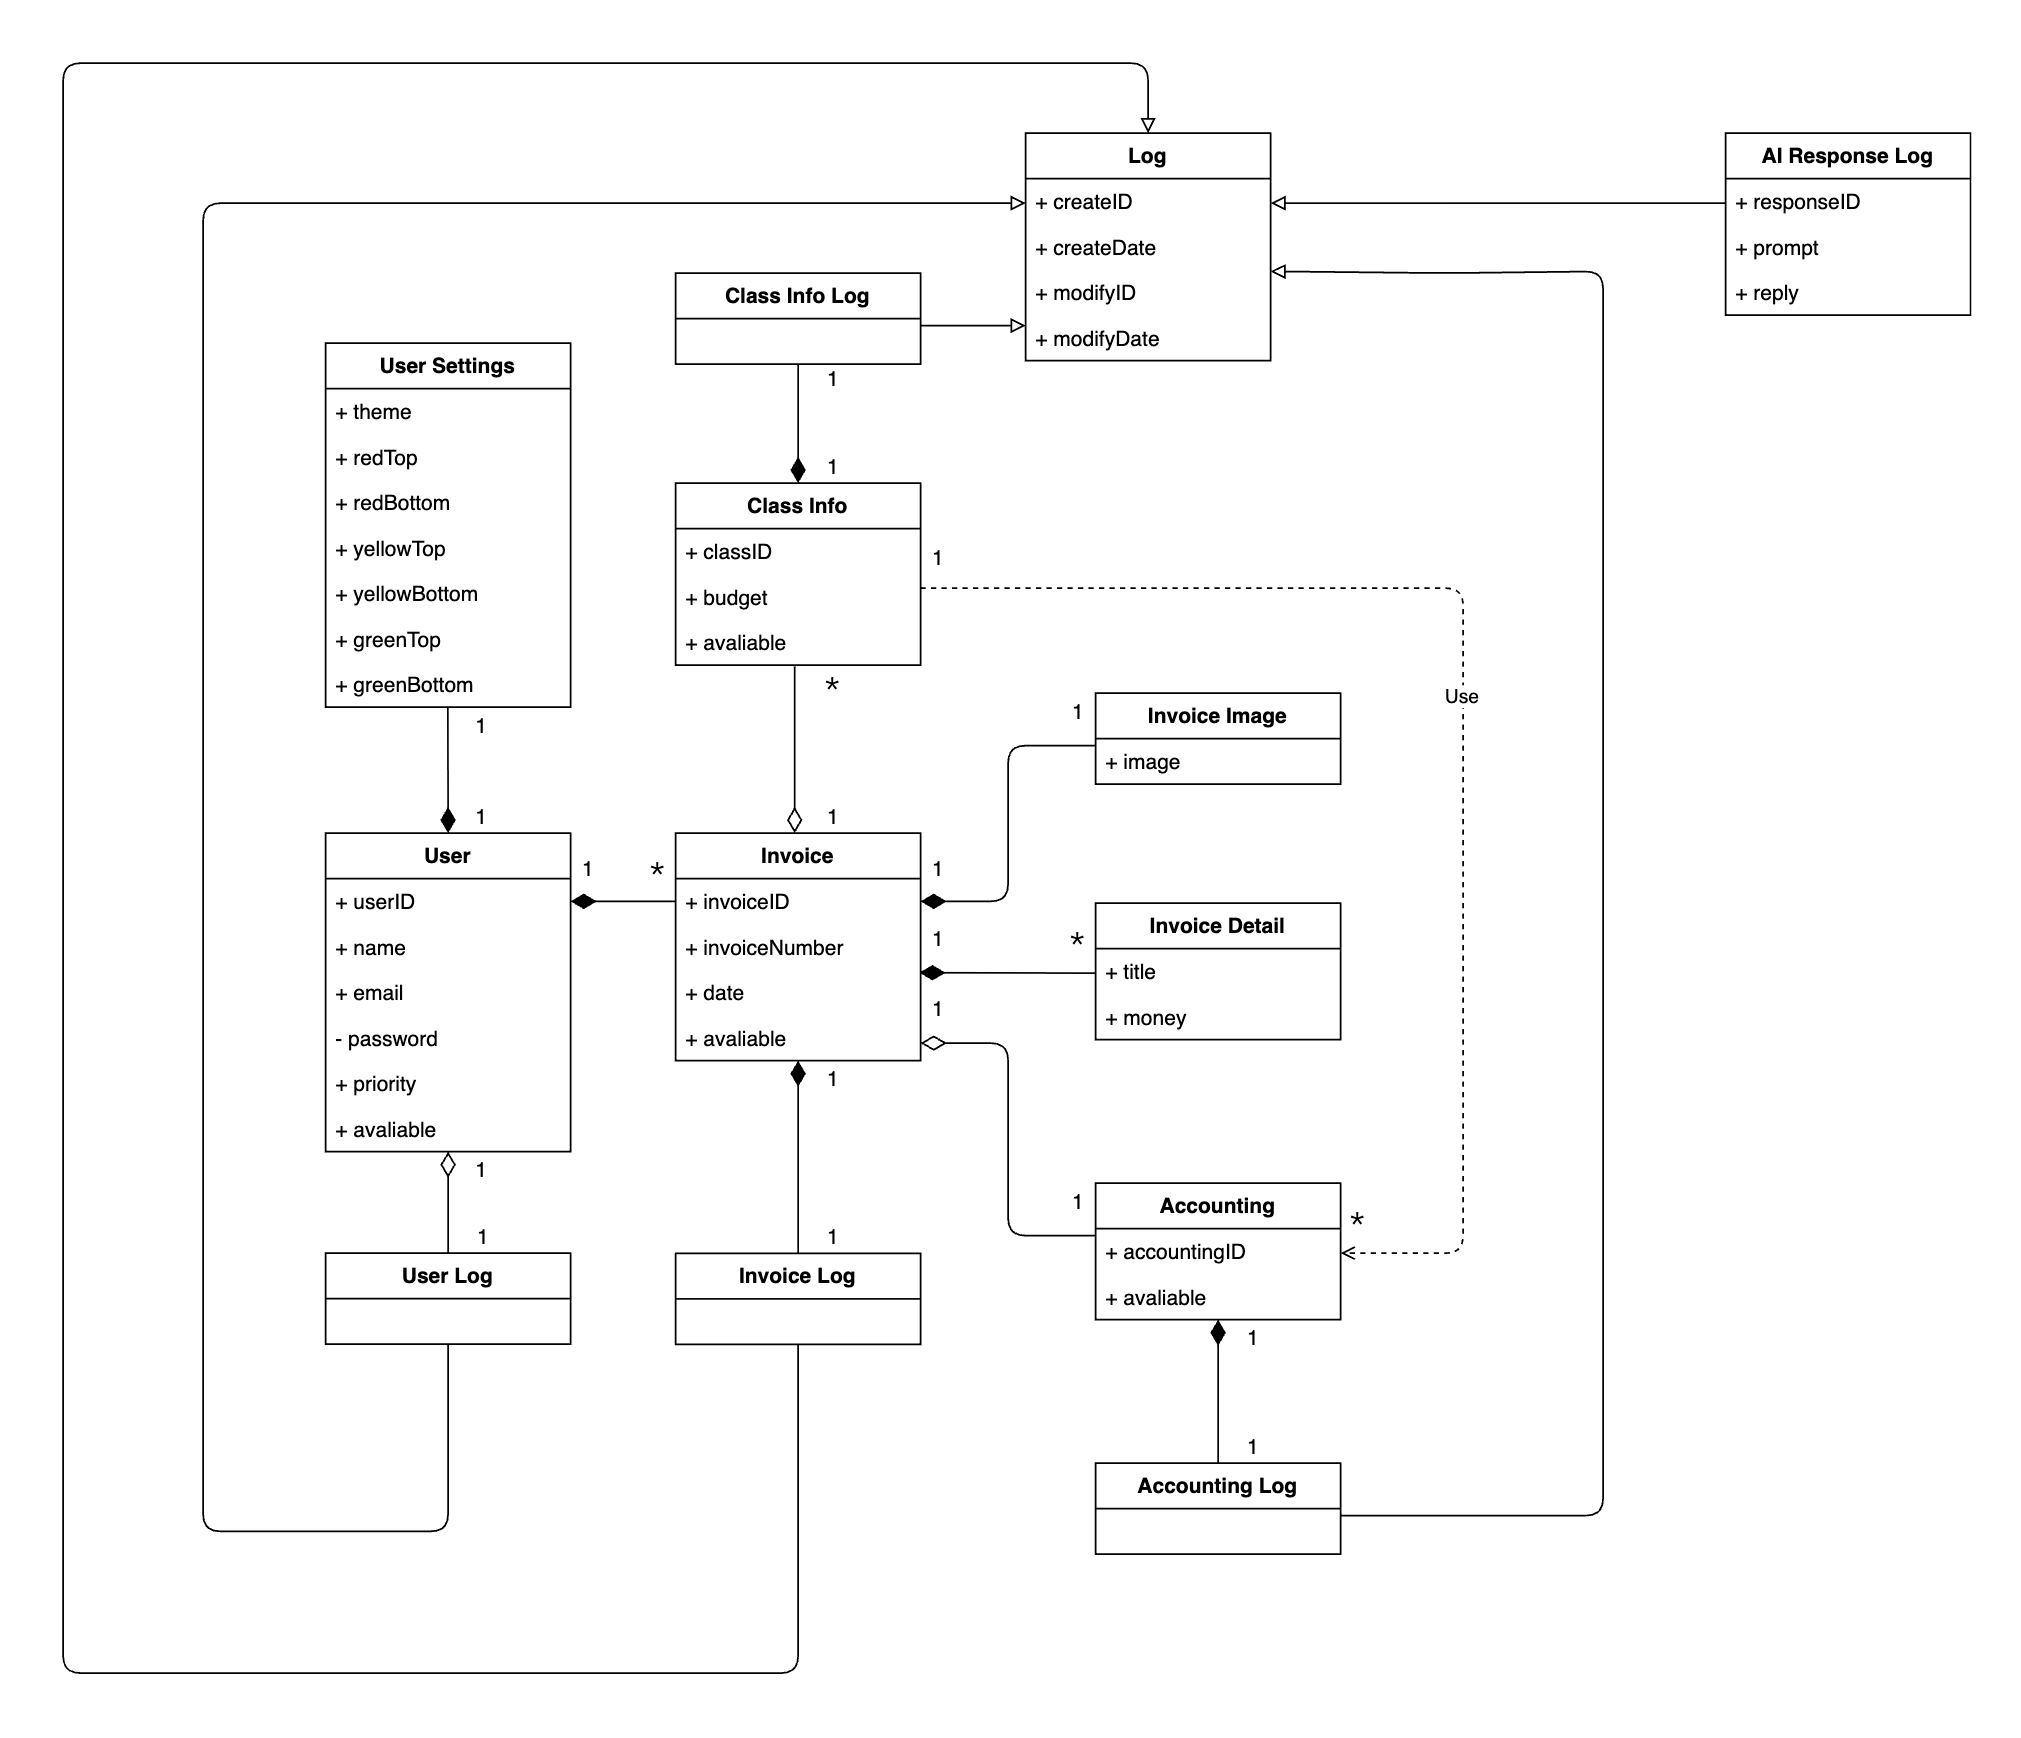 Log
+ createID
+ createDate
+ modifyID
+ modifyDate
AI Response Log
+ responseID
+ prompt
+ reply
Class Info Log
1
1
Class Info
+ classID
+ budget
+ avaliable
1
*
Use
User Settings
+ theme
+ redTop
+ redBottom
+ yellowTop
+ yellowBottom
+ greenTop
+ greenBottom
1
1
User
+ userID
+ name
+ email
- password
+ priority
+ avaliable
1
*
1
1
User Log
1
Invoice
+ invoiceID
+ invoiceNumber
+ date
+ avaliable
1
1
1
1
1
Invoice Log
1
Invoice Image
+ image
*
Invoice Detail
+ title
+ money
1
Accounting
+ accountingID
+ avaliable
*
1
1
Accounting Log